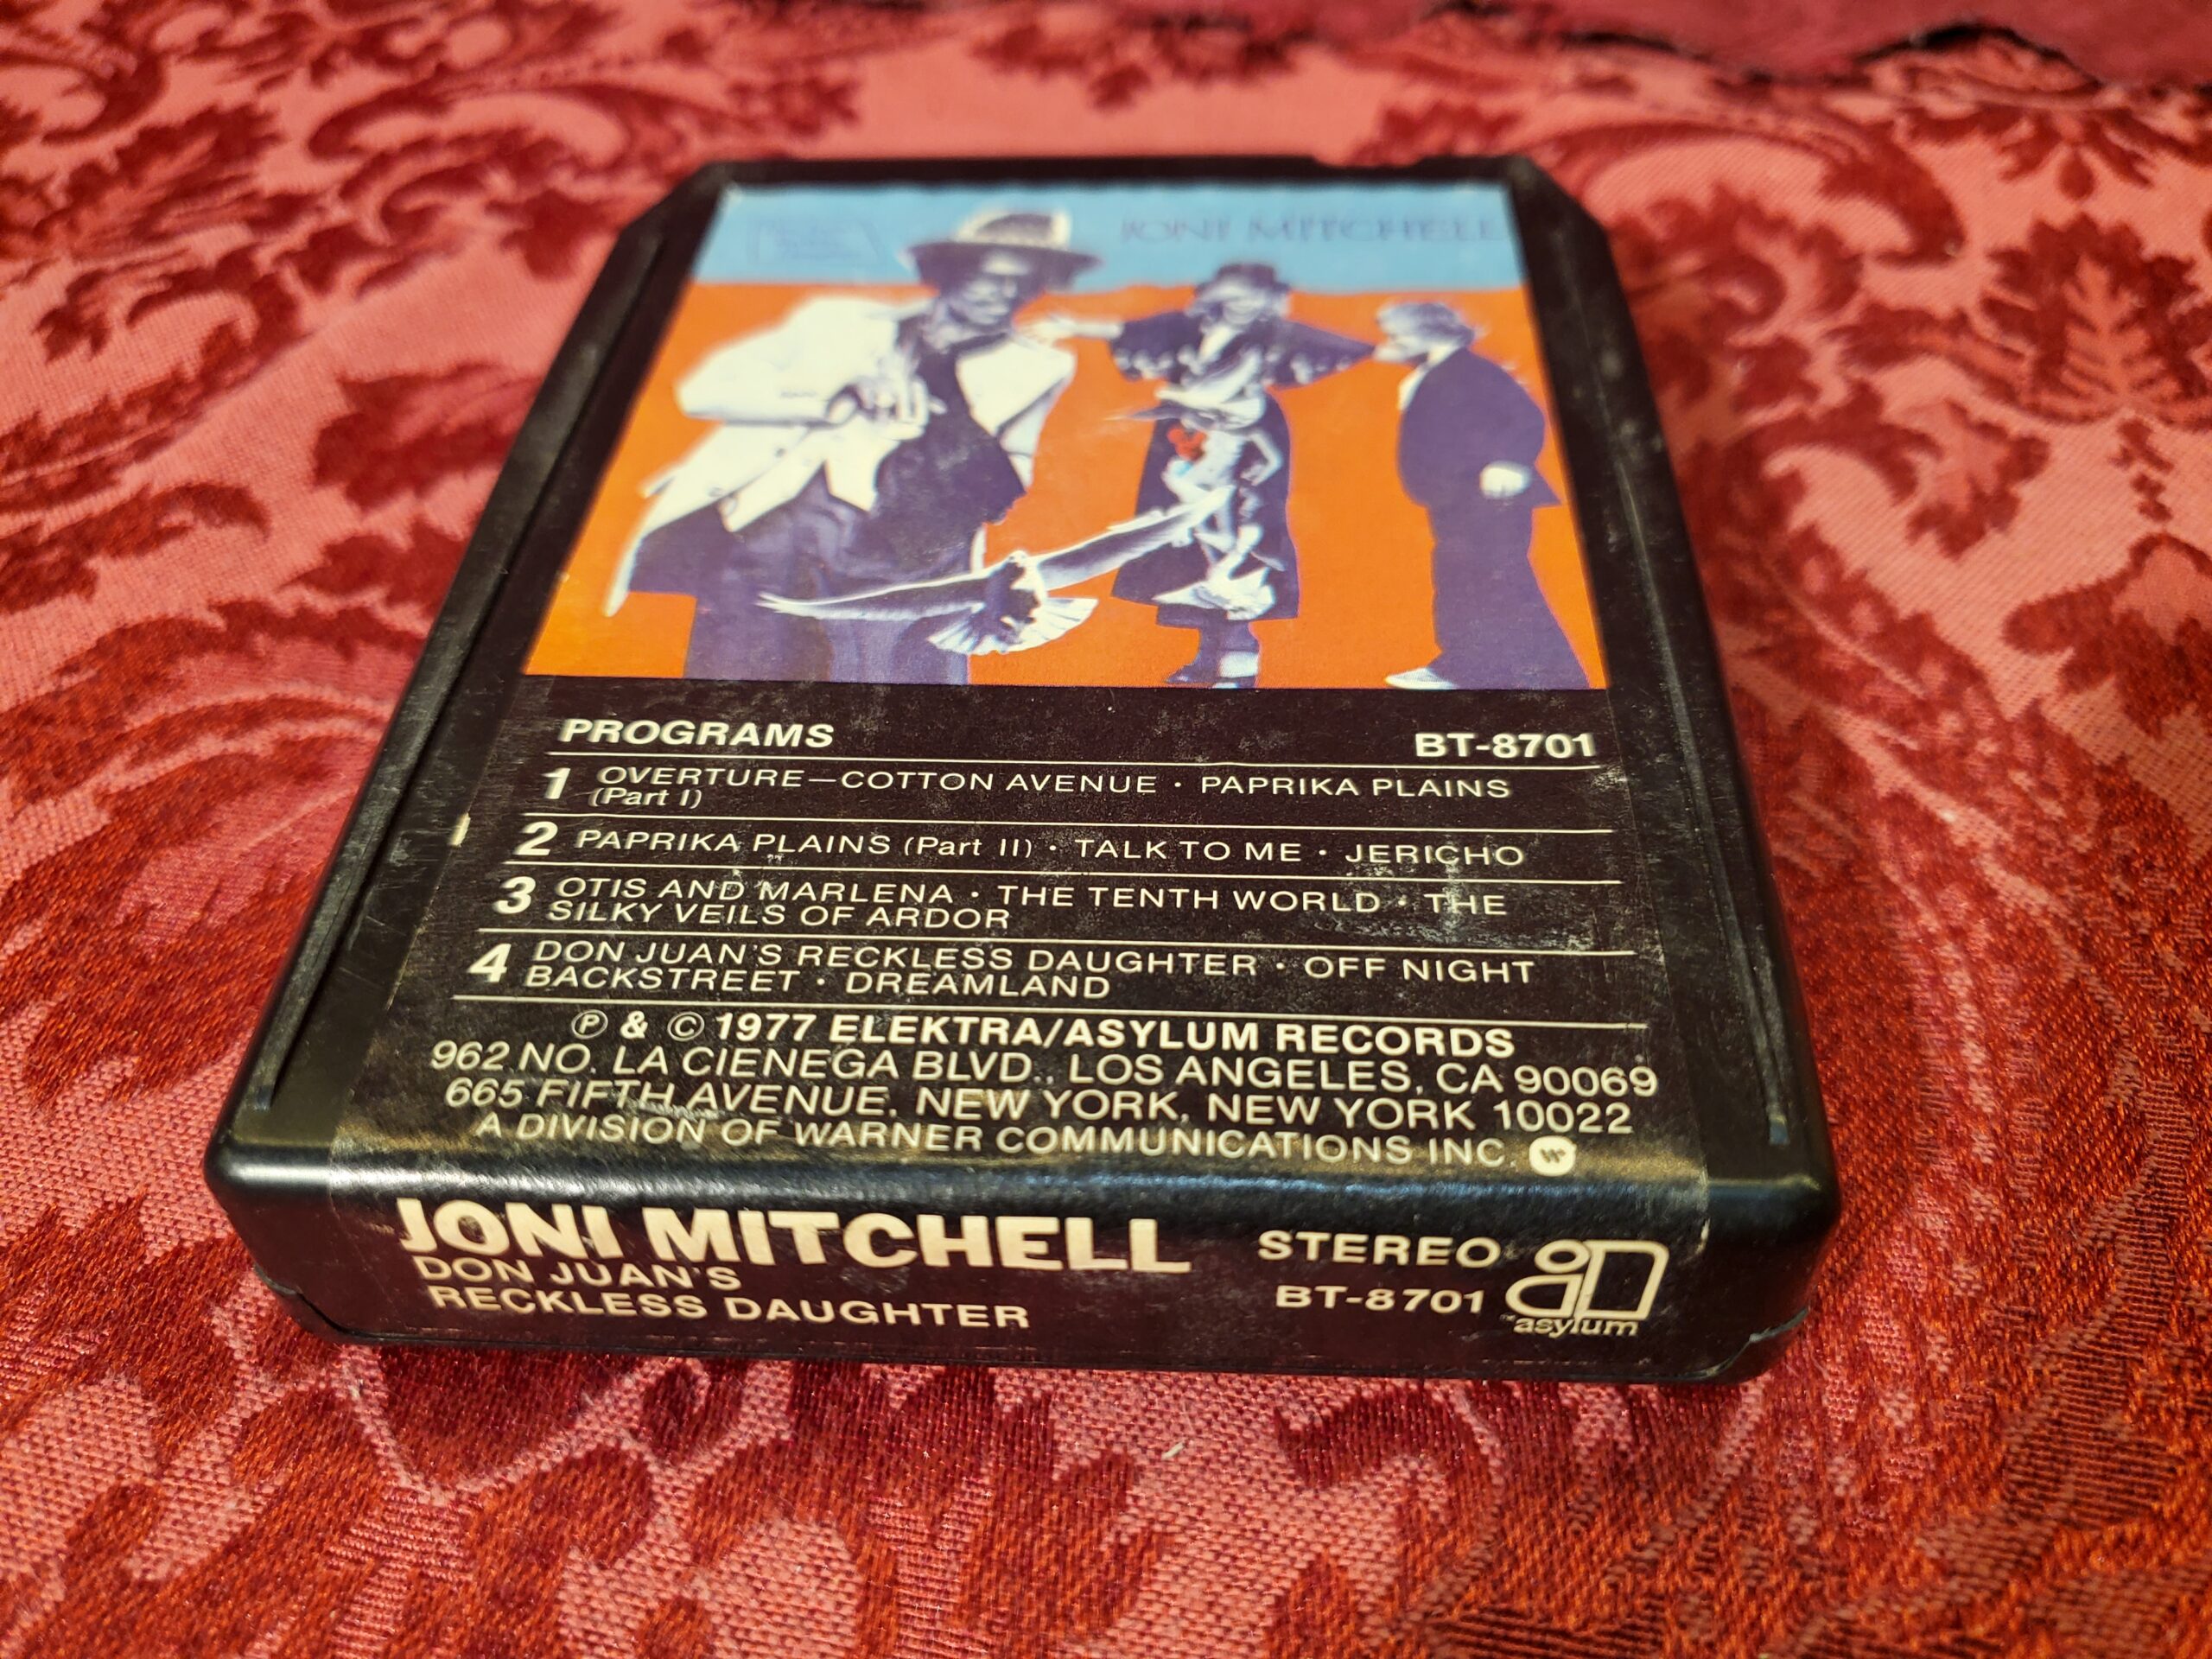 JONI MITCHELL
PROGRAMS
BT-8701
1 OVERTURE—COTTON AVENUE • PAPRIKA PLAINS
(Part I)
2 PAPRIKA PLAINS (Part II) • TALK TO ME • JERICHO
3 OTIS AND MARLENA • THE TENTH WORLD • THE
SILKY VEILS OF ARDOR
4 DON JUAN'S RECKLESS DAUGHTER • OFF NIGHT
BACKSTREET • DREAMLAND
Ⓟ & © 1977 ELEKTRA/ASYLUM RECORDS
962 NO. LA CIENEGA BLVD., LOS ANGELES, CA 90069
665 FIFTH AVENUE, NEW YORK, NEW YORK 10022
A DIVISION OF WARNER COMMUNICATIONS INC.
JONI MITCHELL
DON JUAN'S
RECKLESS DAUGHTER
STEREO
BT-8701
asylum